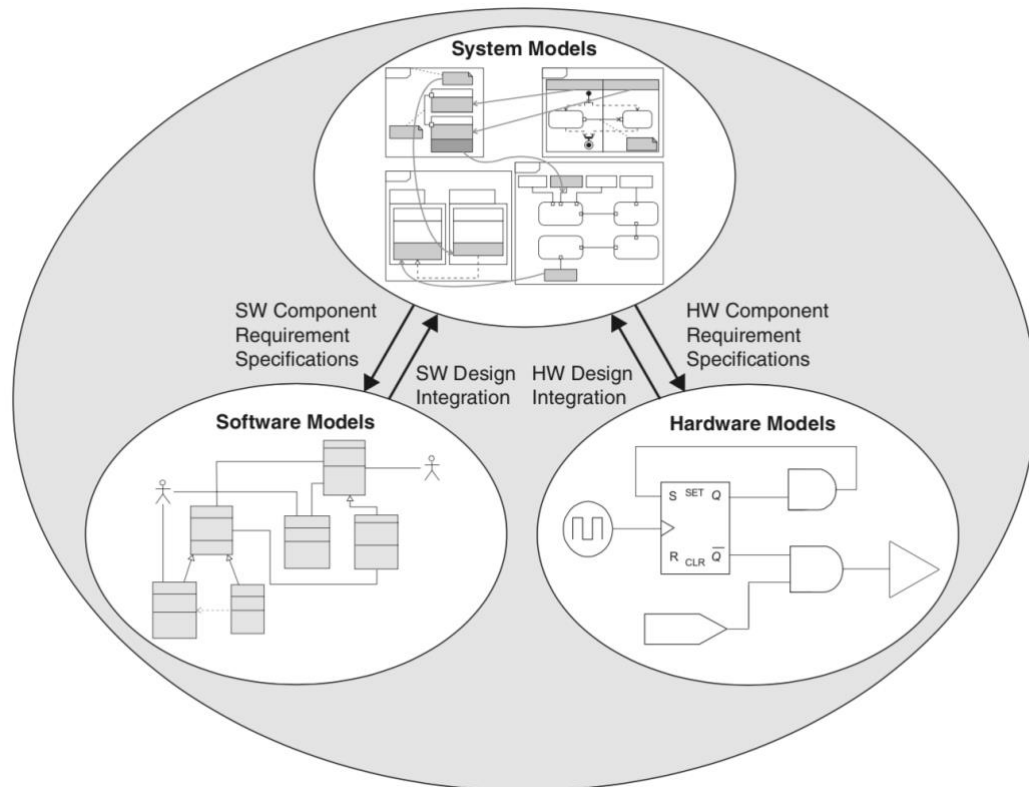 System Models
SW Component
Requirement
Specifications
HW Component
Requirement
Specifications
SW Design
Integration
HW Design
Integration
Software Models
Hardware Models
S SET Q
R CLR Q̅